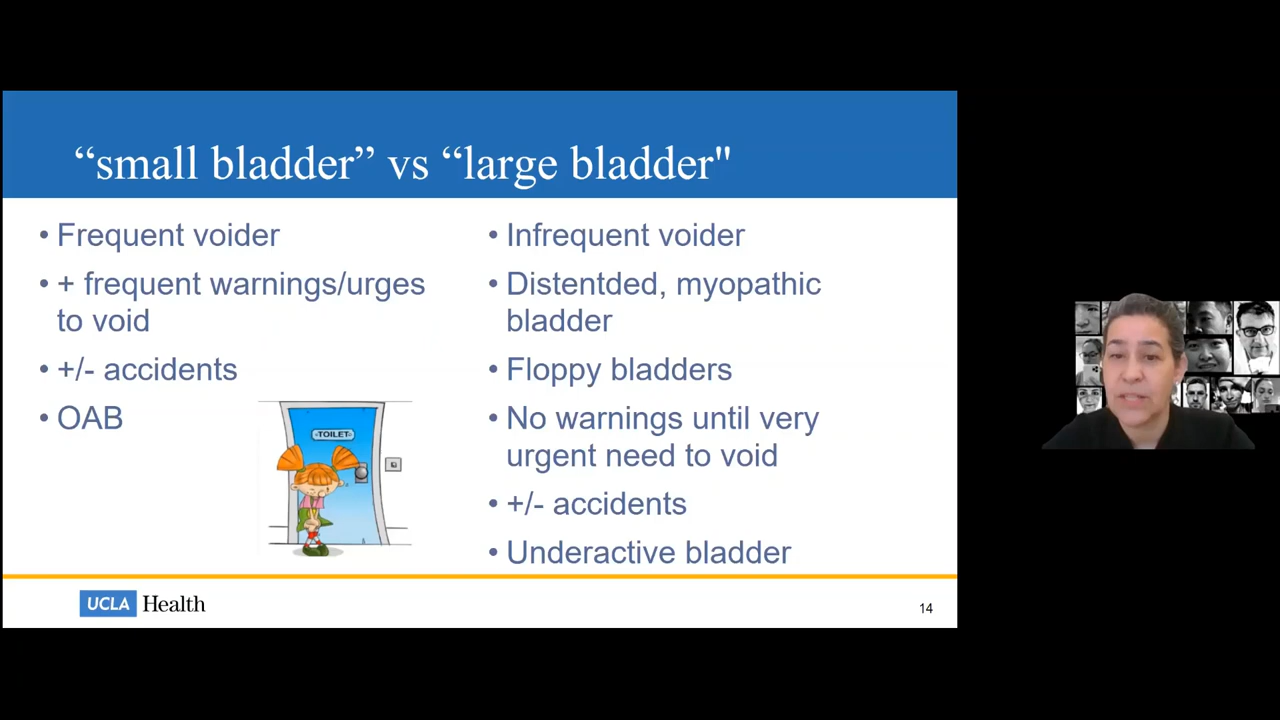 “small bladder” vs “large bladder"
• Frequent voider
• + frequent warnings/urges
to void
• +/- accidents
• OAB
TOILET
• Infrequent voider
• Distentded, myopathic
bladder
• Floppy bladders
• No warnings until very
urgent need to void
• +/- accidents
• Underactive bladder
UCLA Health
14